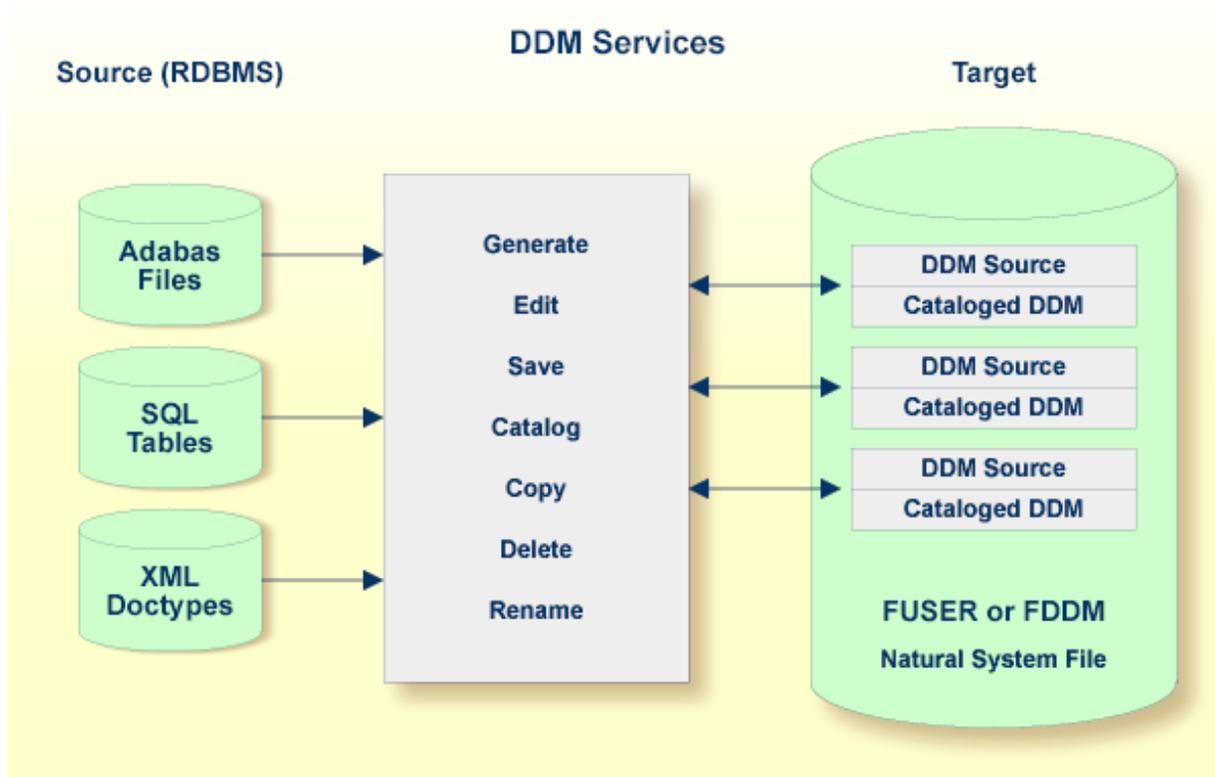 DDM Services
Source (RDBMS)
Target
Adabas
Files
SQL
Tables
XML
Doctypes
Generate
Edit
Save
Catalog
Copy
Delete
Rename
DDM Source
Cataloged DDM
DDM Source
Cataloged DDM
DDM Source
Cataloged DDM
FUSER or FDDM
Natural System File